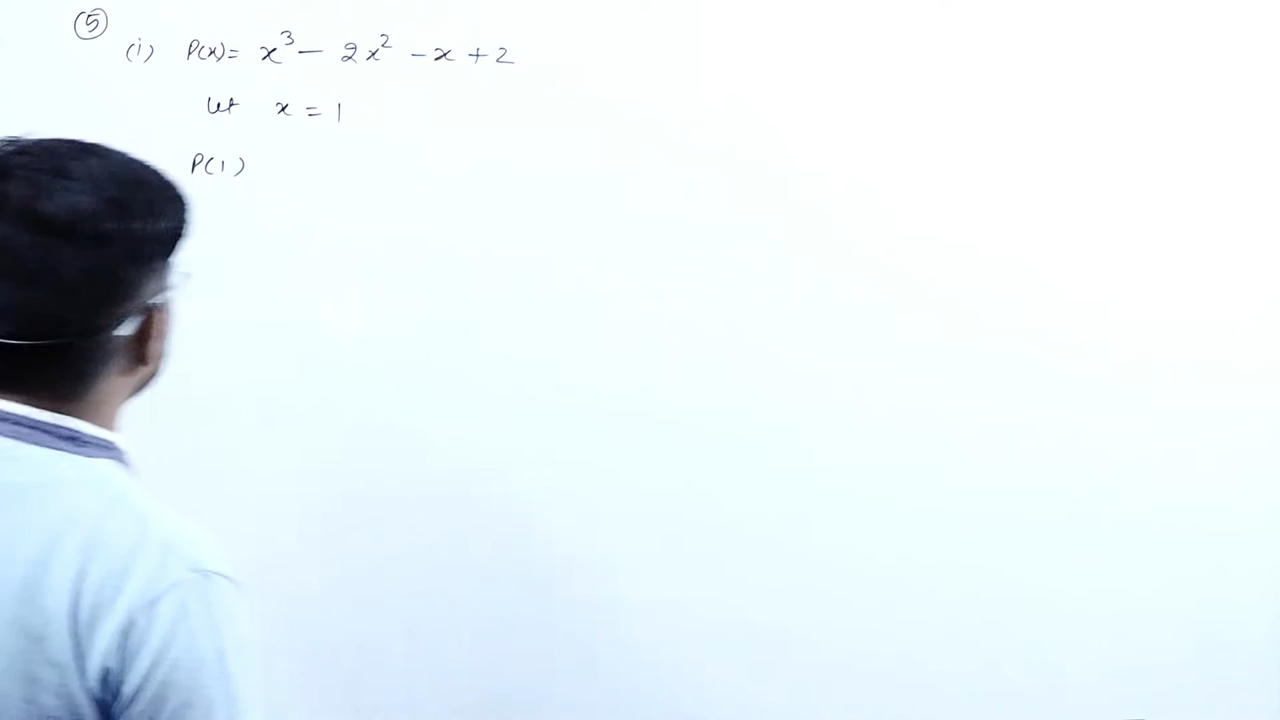 ⑤
(i) P(x) = x³ − 2x² − x + 2
Let x = 1
P(1)